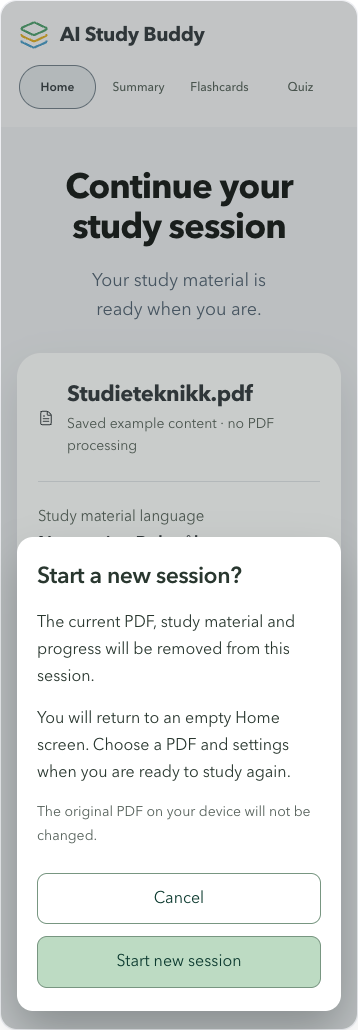 AI Study Buddy
Home
Summary
Flashcards
Quiz
Continue your
study session
Your study material is
ready when you are.
Studieteknikk.pdf
Saved example content · no PDF
processing
Study material language
Start a new session?
The current PDF, study material and
progress will be removed from this
session.
You will return to an empty Home
screen. Choose a PDF and settings
when you are ready to study again.
The original PDF on your device will not be
changed.
Cancel
Start new session